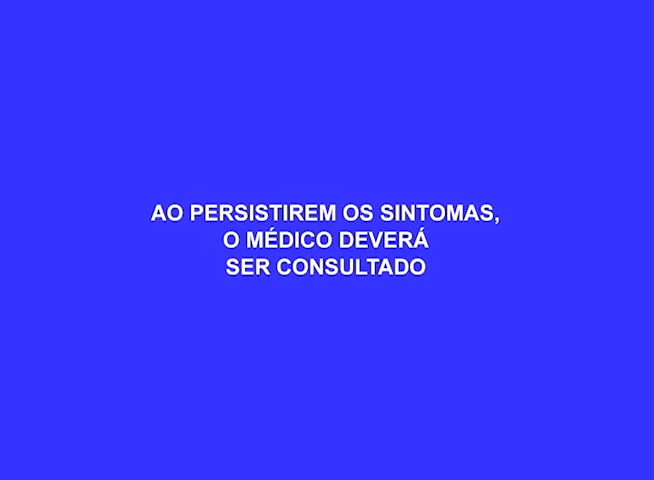 AO PERSISTIREM OS SINTOMAS,
O MÉDICO DEVERÁ
SER CONSULTADO